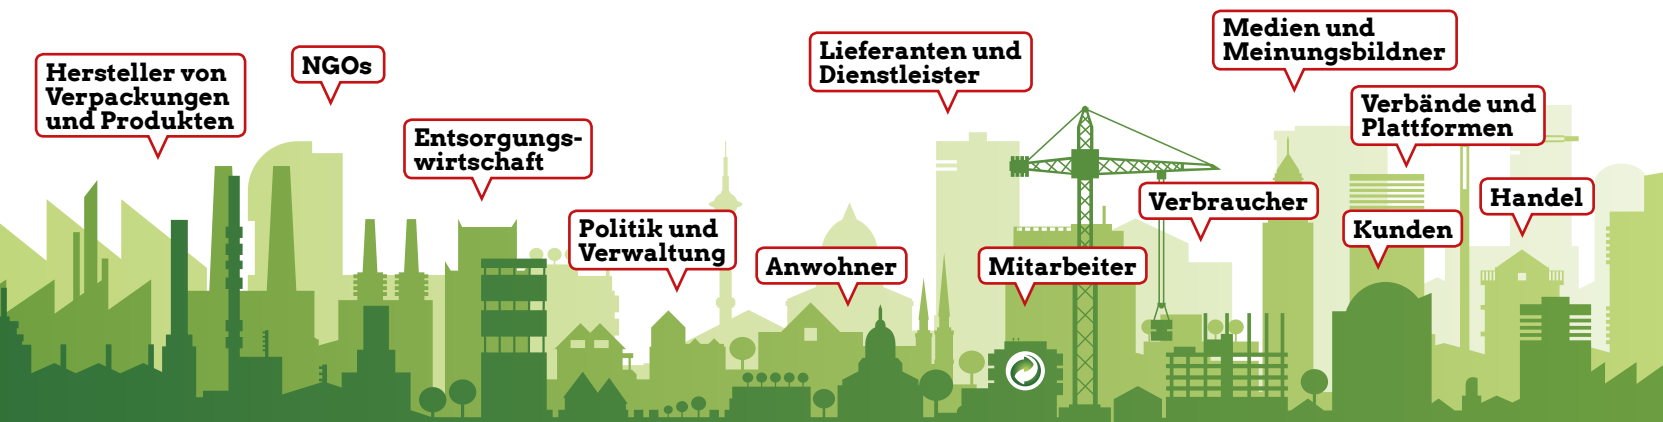 Hersteller von
Verpackungen
und Produkten
NGOs
Entsorgungs-
wirtschaft
Politik und
Verwaltung
Anwohner
Lieferanten und
Dienstleister
Mitarbeiter
Verbraucher
Medien und
Meinungsbildner
Verbände und
Plattformen
Kunden
Handel